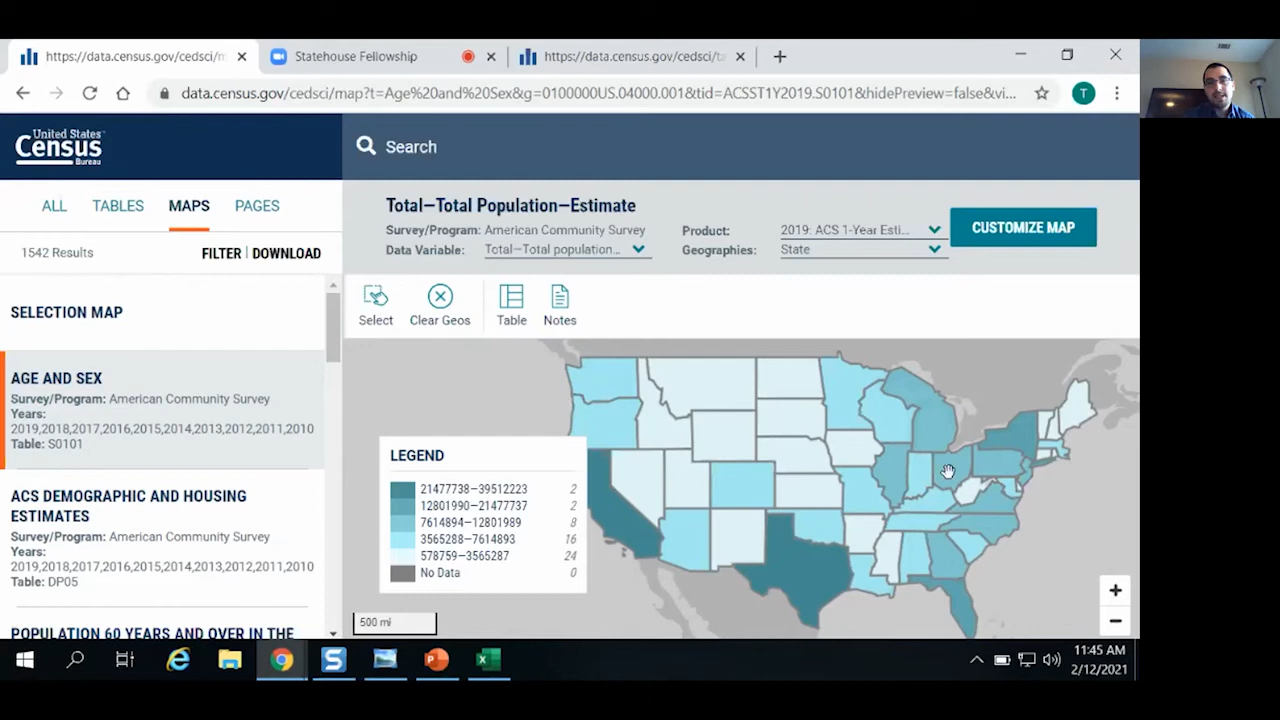 https://data.census.gov/cedsci/m
Statehouse Fellowship
https://data.census.gov/cedsci/ta
data.census.gov/cedsci/map?t=Age%20and%20Sex&g=0100000US.04000.001&tid=ACSST1Y2019.S0101&hidePreview=false&vi...
T
United States®
Census
Bureau
Search
ALL
TABLES
MAPS
PAGES
1542 Results
FILTER | DOWNLOAD
Total—Total Population—Estimate
Survey/Program: American Community Survey
Data Variable: Total—Total population...
Product: 2019: ACS 1-Year Esti...
Geographies: State
CUSTOMIZE MAP
Select
Clear Geos
Table
Notes
SELECTION MAP
AGE AND SEX
Survey/Program: American Community Survey
Years:
2019,2018,2017,2016,2015,2014,2013,2012,2011,2010
Table: S0101
ACS DEMOGRAPHIC AND HOUSING
ESTIMATES
Survey/Program: American Community Survey
Years:
2019,2018,2017,2016,2015,2014,2013,2012,2011,2010
Table: DP05
POPULATION 60 YEARS AND OVER IN THE
LEGEND
21477738—39512223 2
12801990—21477737 2
7614894—12801989 8
3565288—7614893 16
578759—3565287 24
No Data 0
500 mi
11:45 AM
2/12/2021